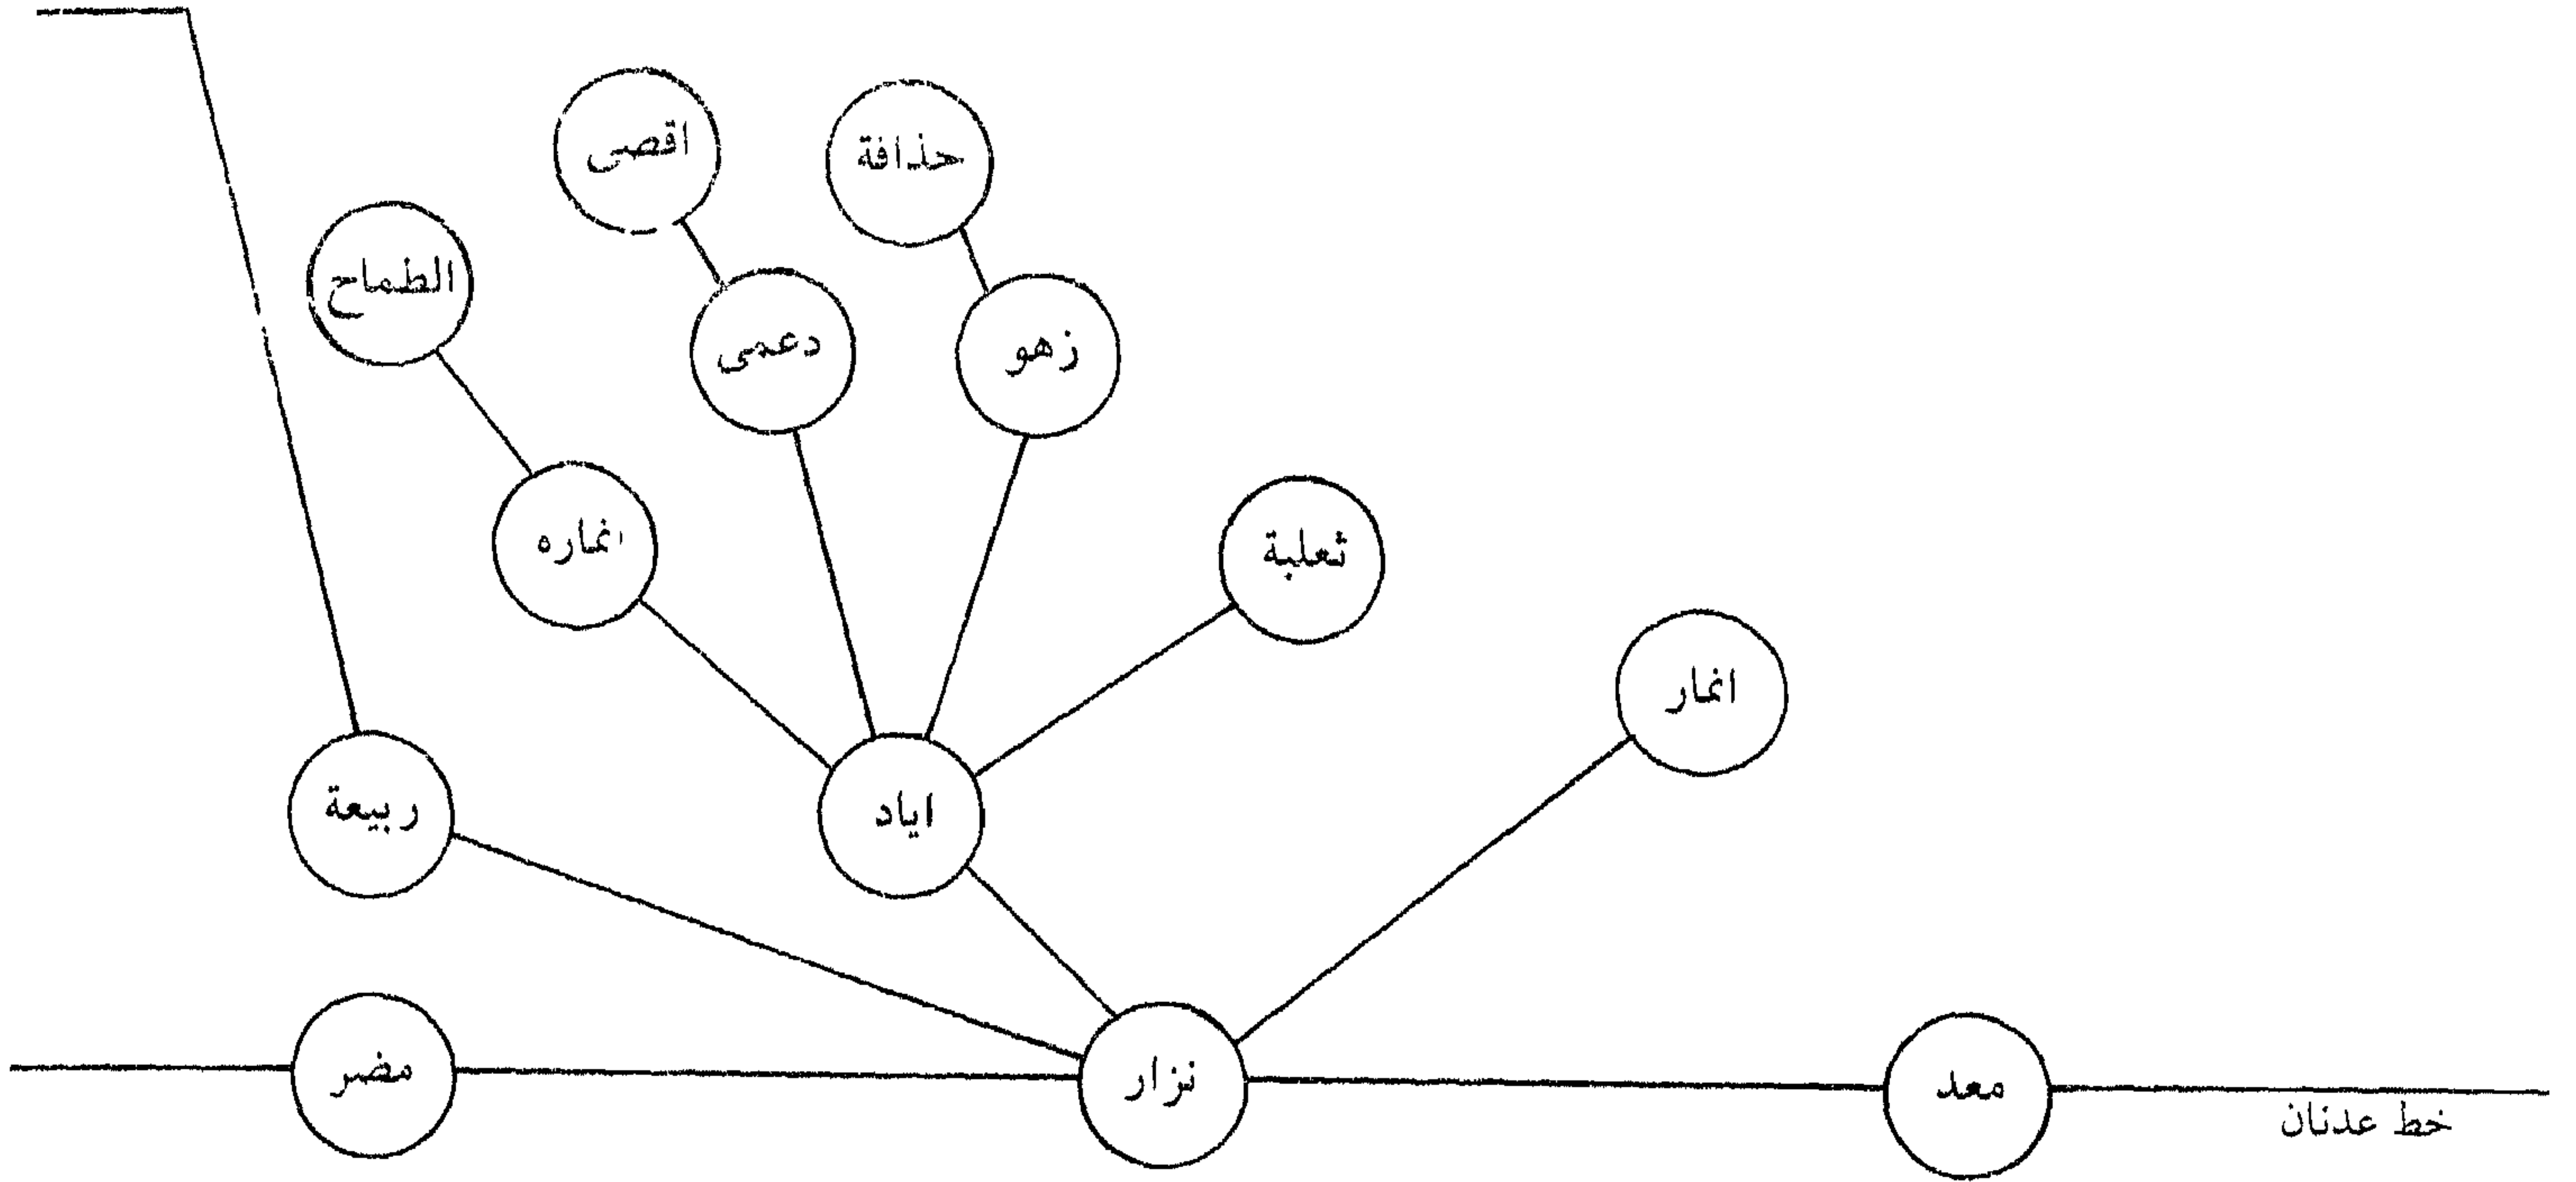 حذافة
اقصى
الطماح
زهو
دعمى
ثعلبة
انماره
انمار
اياد
ربيعة
معد
نزار
مضر
خط عدنان